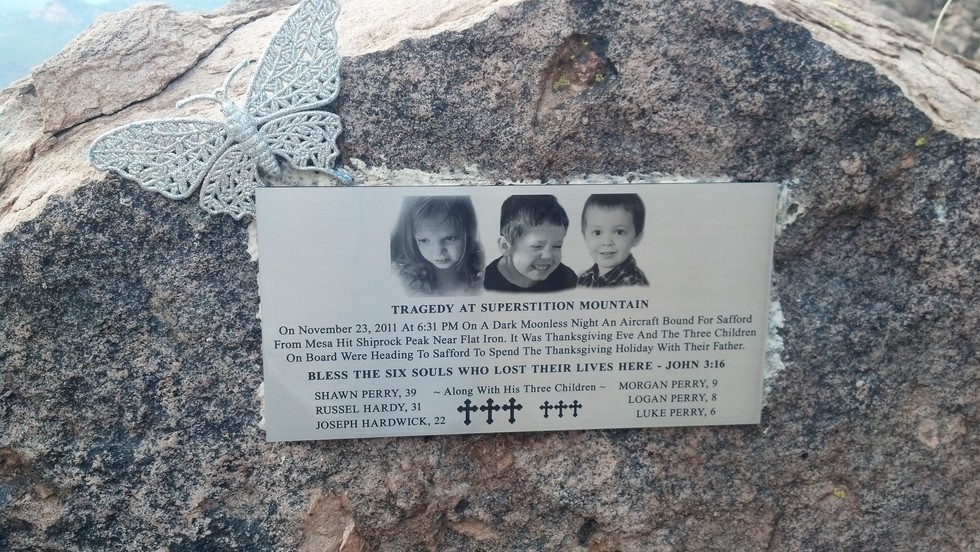 TRAGEDY AT SUPERSTITION MOUNTAIN
On November 23, 2011 At 6:31 PM On A Dark Moonless Night An Aircraft Bound For Safford
From Mesa Hit Shiprock Peak Near Flat Iron. It Was Thanksgiving Eve And The Three Children
On Board Were Heading To Safford To Spend The Thanksgiving Holiday With Their Father.
BLESS THE SIX SOULS WHO LOST THEIR LIVES HERE - JOHN 3:16
SHAWN PERRY, 39 ~ Along With His Three Children ~ MORGAN PERRY, 9
RUSSEL HARDY, 31 LOGAN PERRY, 8
JOSEPH HARDWICK, 22 LUKE PERRY, 6